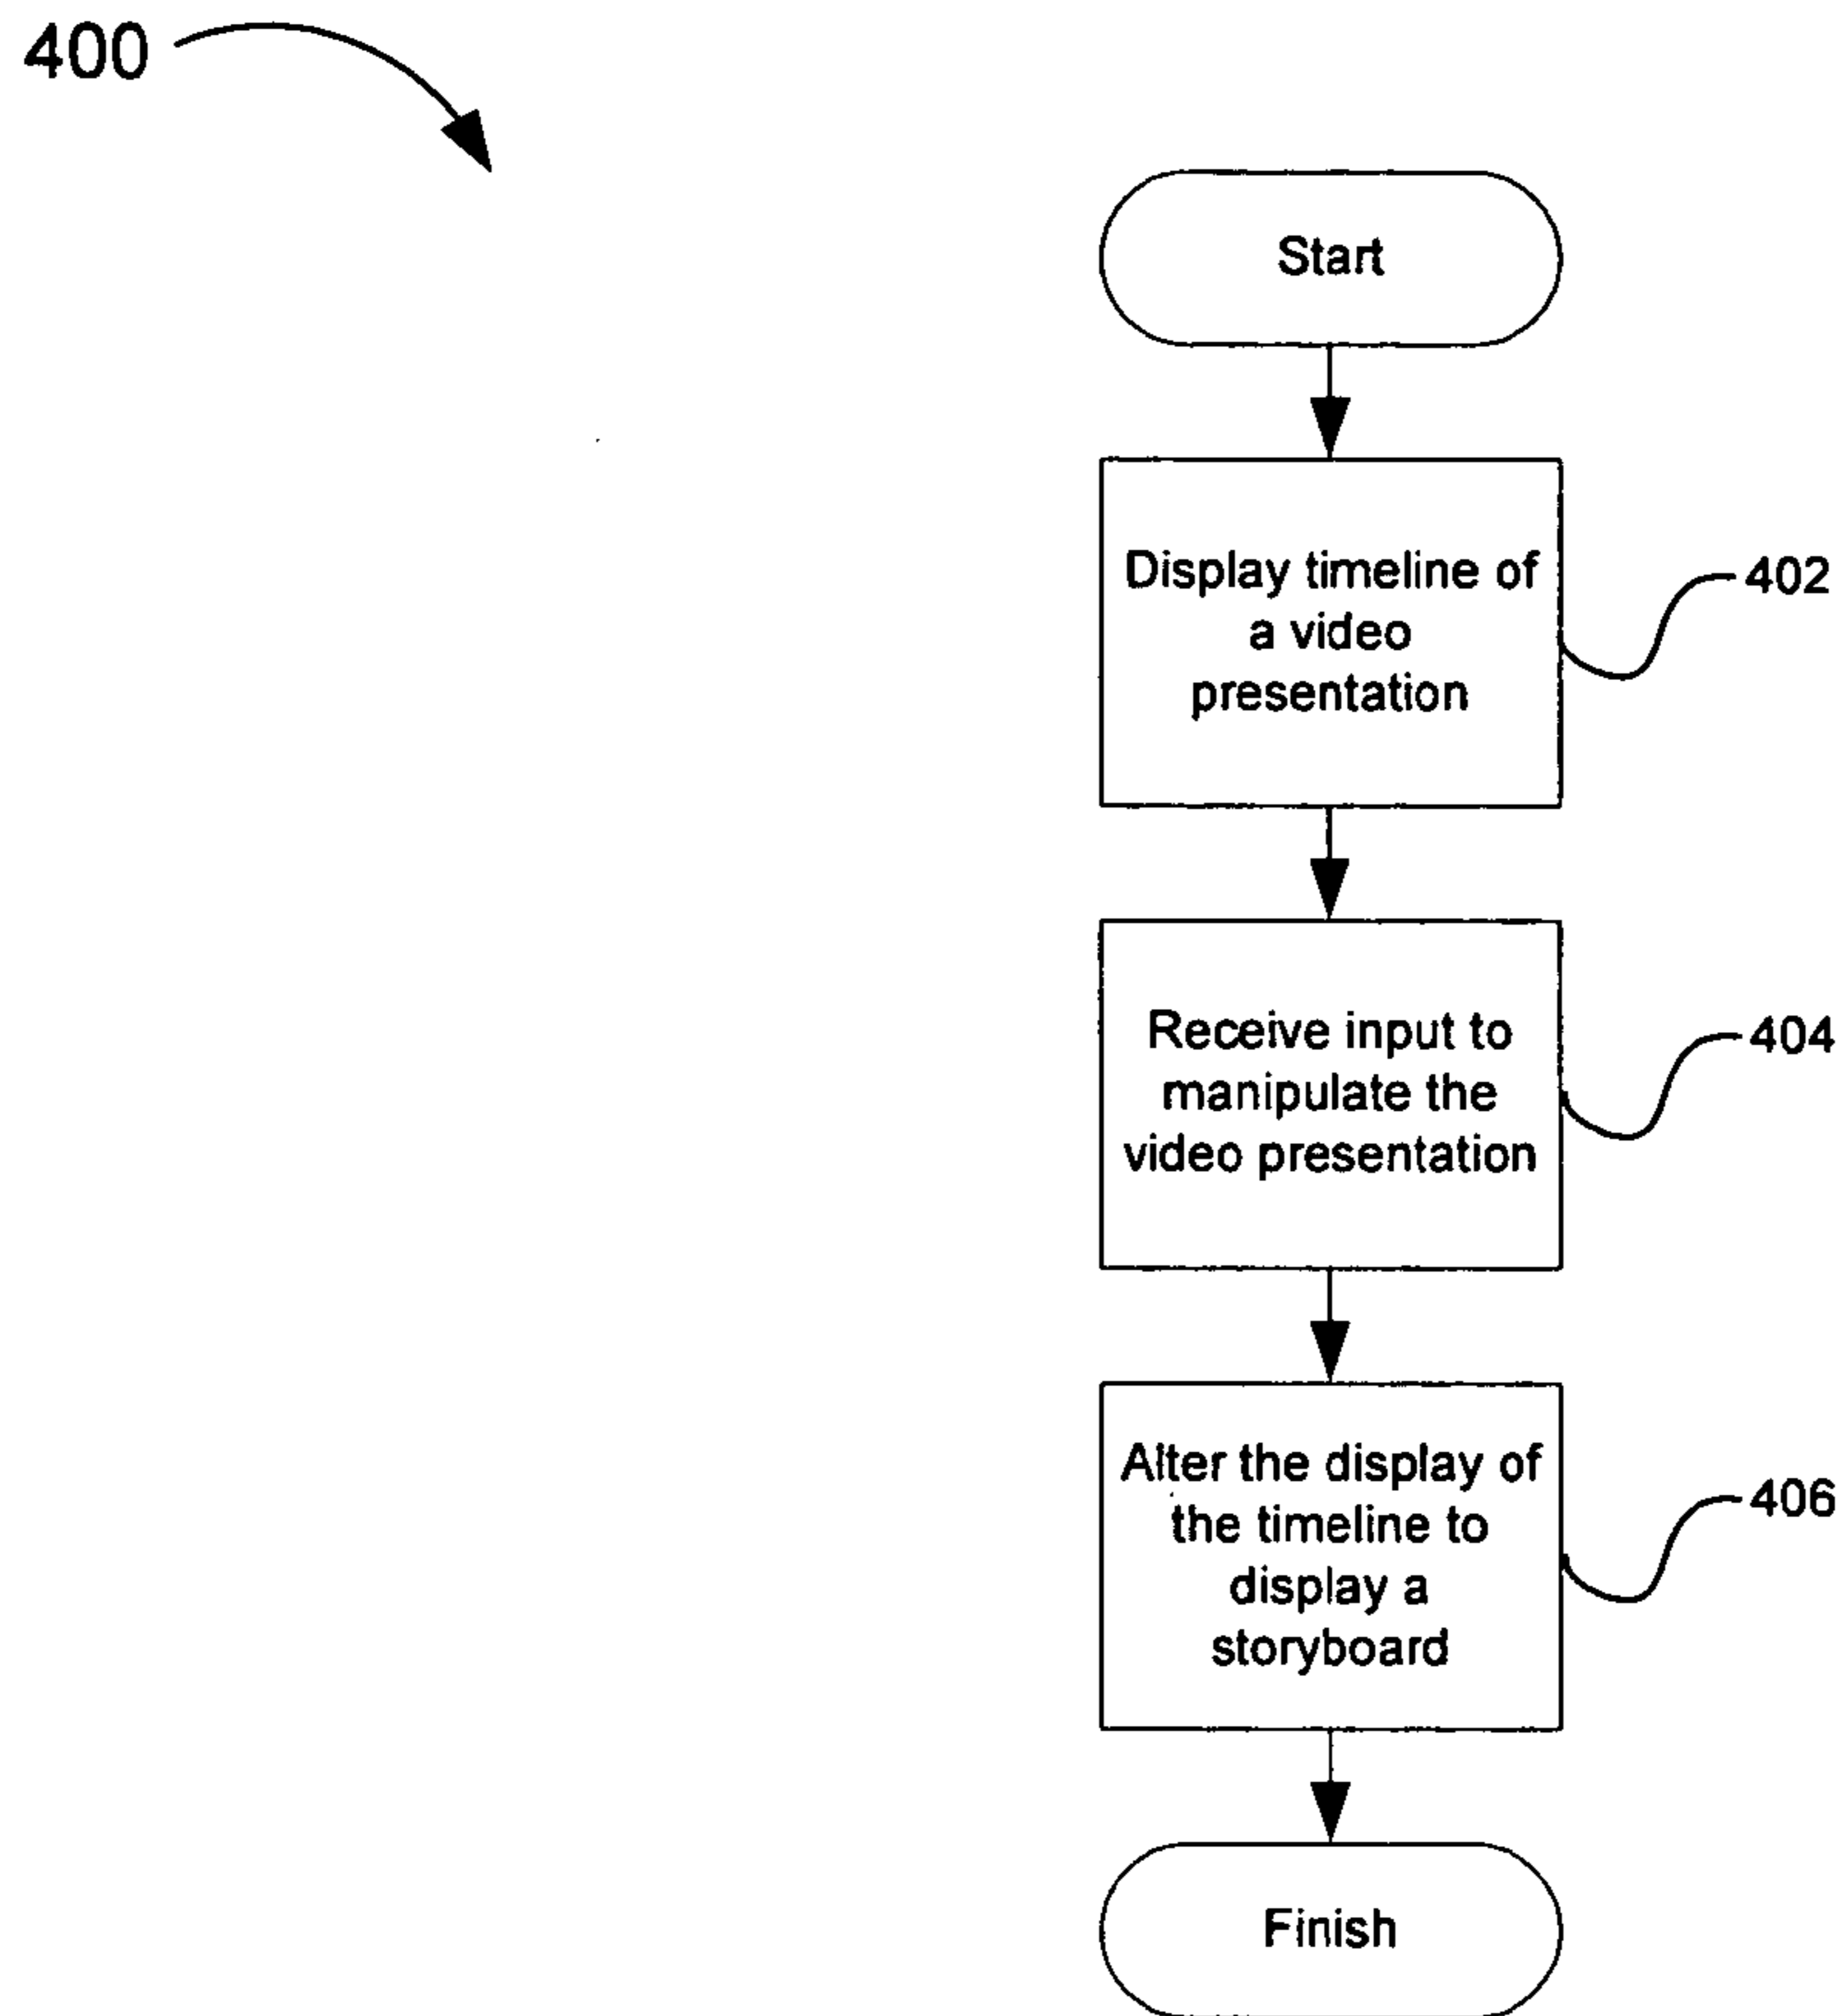 400
Start
Display timeline of
a video
presentation
402
Receive input to
manipulate the
video presentation
404
Alter the display of
the timeline to
display a
storyboard
406
Finish